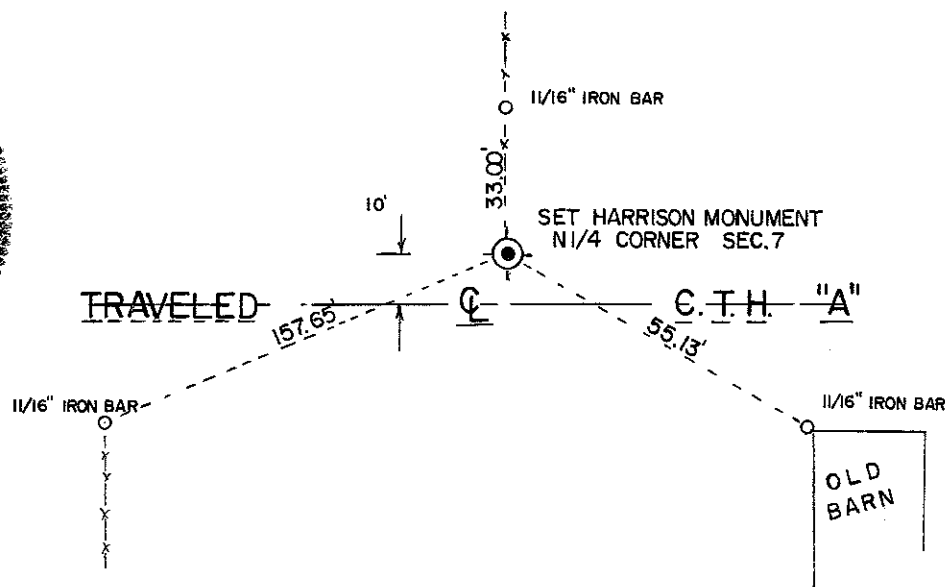 11/16" IRON BAR
33.00'
10'
SET HARRISON MONUMENT
N1/4 CORNER SEC. 7
TRAVELED ℄ C. T. H. "A"
157.65'
55.13'
11/16" IRON BAR
11/16" IRON BAR
OLD
BARN